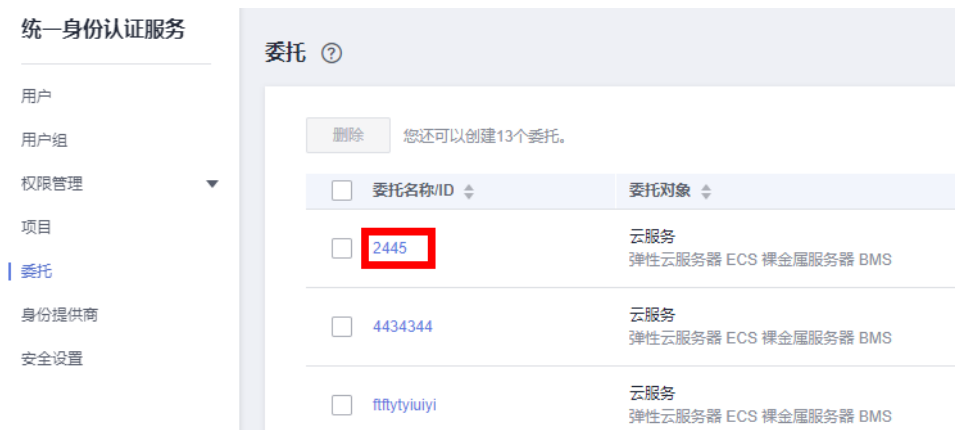 统一身份认证服务
用户
用户组
权限管理
项目
委托
身份提供商
安全设置
委托 ?
删除 您还可以创建13个委托。
委托名称/ID 委托对象
2445 云服务
弹性云服务器 ECS 裸金属服务器 BMS
4434344 云服务
弹性云服务器 ECS 裸金属服务器 BMS
ftftytyiuiyi 云服务
弹性云服务器 ECS 裸金属服务器 BMS